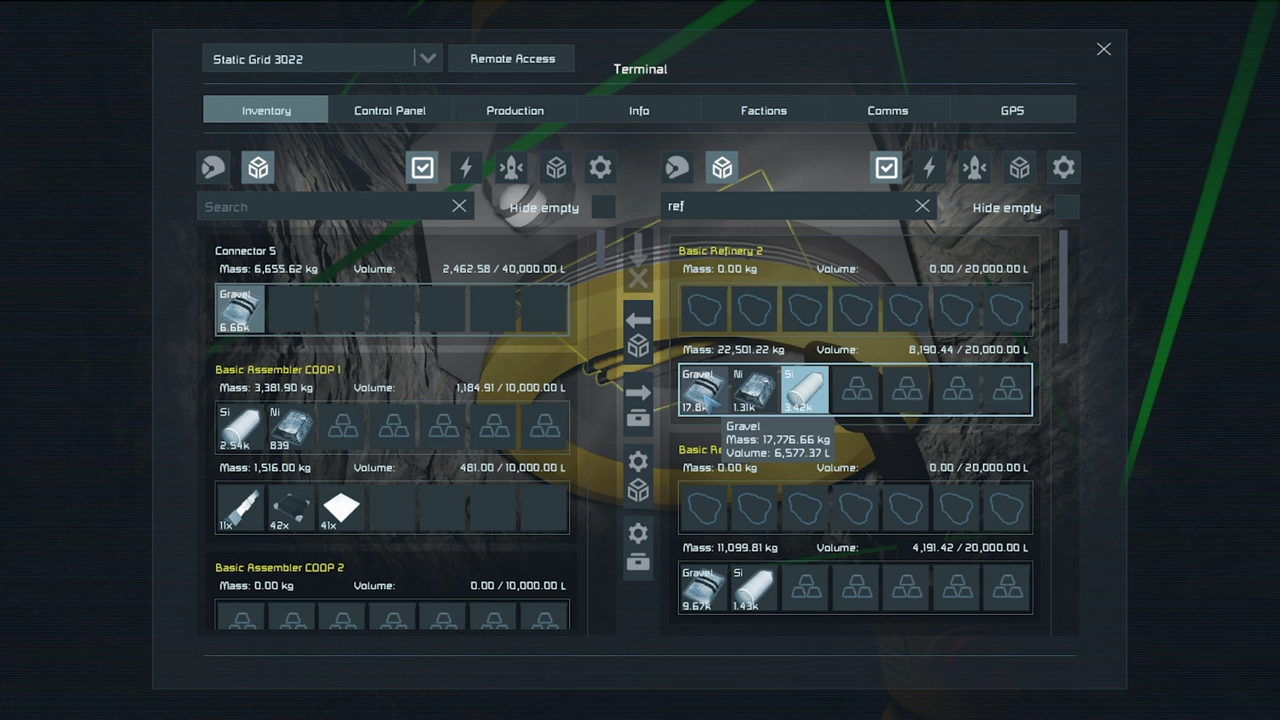 Static Grid 3022
Remote Access
Terminal
Inventory
Control Panel
Production
Info
Factions
Comms
GPS
Search
Hide empty
ref
Hide empty
Connector 5
Mass: 6,655.62 kg Volume: 2,462.58 / 40,000.00 L
Gravel
6.66k
Basic Assembler COOP 1
Mass: 3,381.90 kg Volume: 1,184.91 / 10,000.00 L
Si
2.54k
Ni
839
Mass: 1,516.00 kg Volume: 481.00 / 10,000.00 L
11x
42x
41x
Basic Assembler COOP 2
Mass: 0.00 kg Volume: 0.00 / 10,000.00 L
Basic Refinery 2
Mass: 0.00 kg Volume: 0.00 / 20,000.00 L
Mass: 22,501.22 kg Volume: 8,190.44 / 20,000.00 L
Gravel
17.8k
Ni
1.31k
Si
3.42k
Gravel
Mass: 17,776.66 kg
Volume: 6,577.37 L
Basic Re
Mass: 0.00 kg Volume: 0.00 / 20,000.00 L
Mass: 11,099.81 kg Volume: 4,191.42 / 20,000.00 L
Gravel
9.67k
Si
1.43k